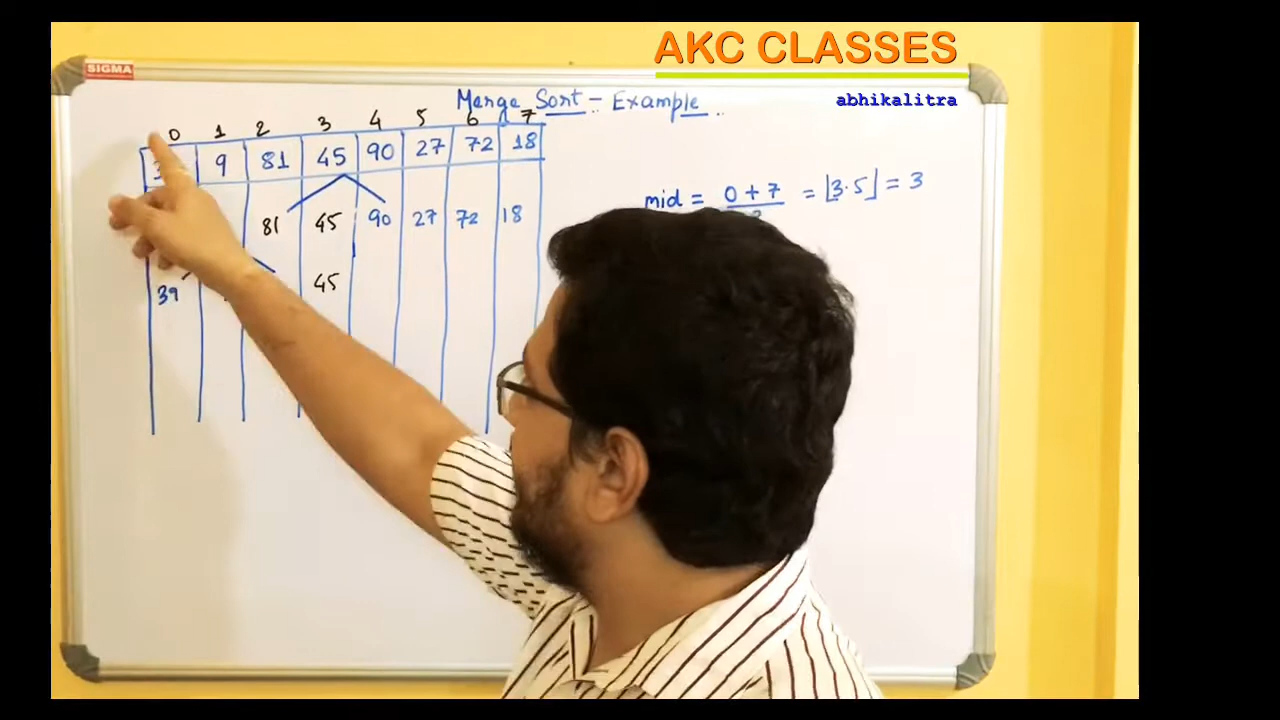 AKC CLASSES
SIGMA
Merge Sort - Example
abhikalitra
0 1 2 3 4 5 6 7
9 81 45 90 27 72 18
mid = 0 + 7 = ⌊3.5⌋ = 3
81 45 90 27 72 18
39 45